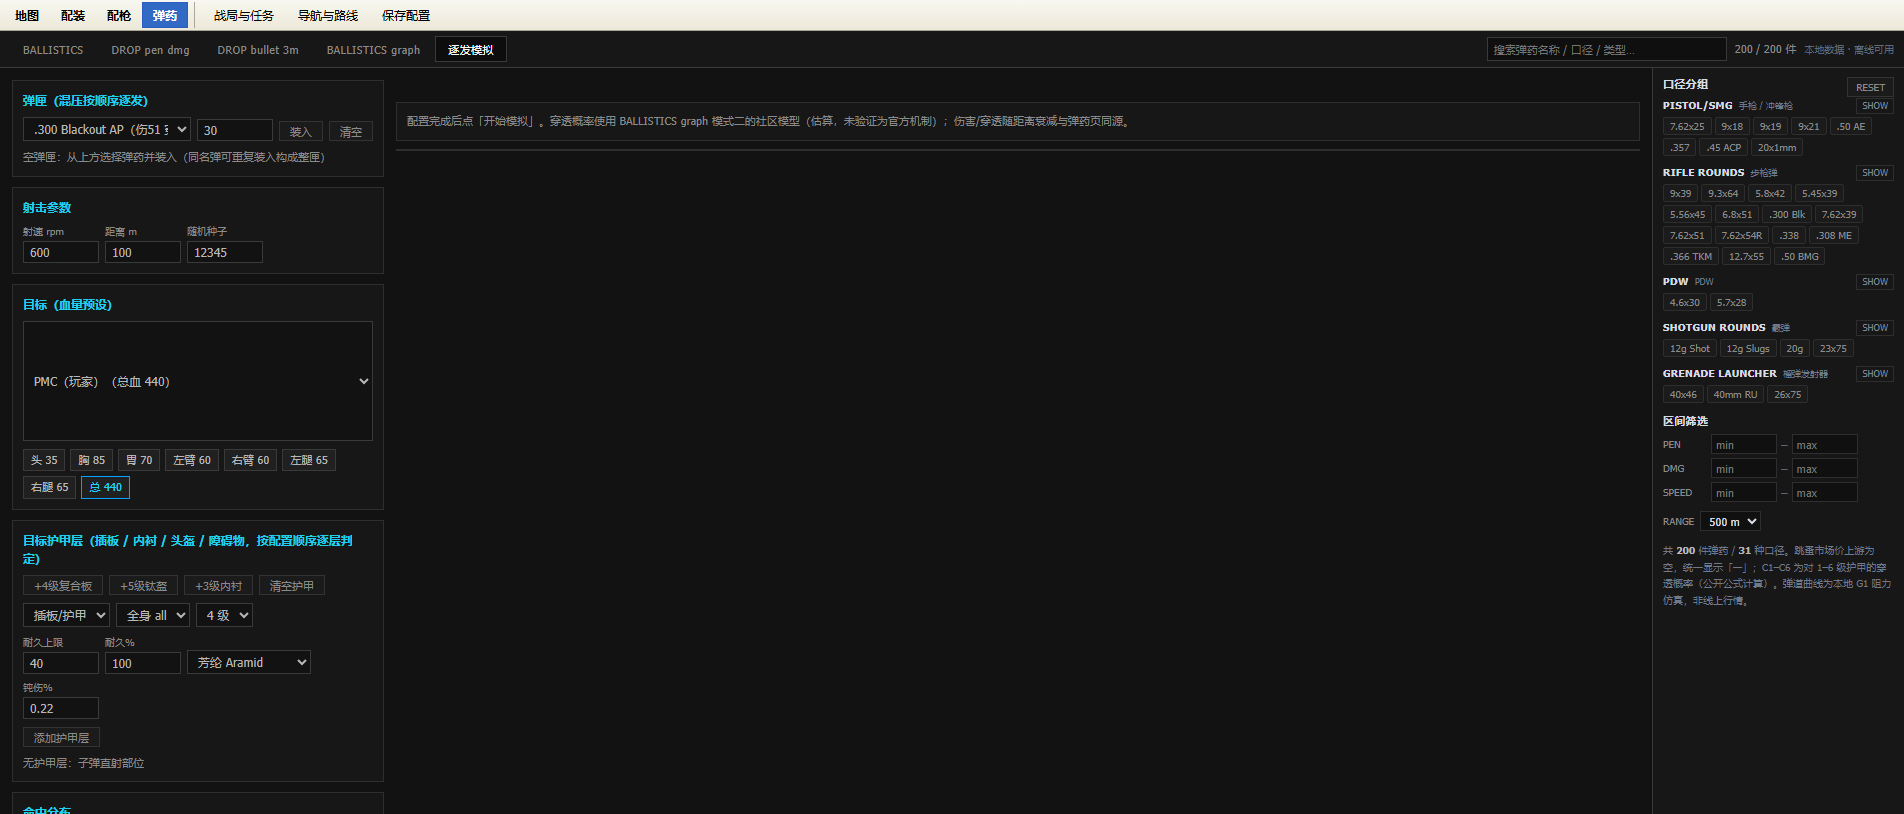 地图 配装 配枪 弹药 战局与任务 导航与路线 保存配置
BALLISTICS DROP pen dmg DROP bullet 3m BALLISTICS graph 逐发模拟 搜索弹药名称 / 口径 / 类型... 200 / 200 件 本地数据 · 离线可用
弹匣（混压按顺序逐发）
.300 Blackout AP（伤51 30 装入 清空
空弹匣：从上方选择弹药并装入（同名弹可重复装入构成整匣）
射击参数
射速 rpm 距离 m 随机种子
600 100 12345
目标（血量预设）
PMC（玩家）（总血 440）
头 35 胸 85 胃 70 左臂 60 右臂 60 左腿 65
右腿 65 总 440
目标护甲层（插板 / 内衬 / 头盔 / 障碍物，按配置顺序逐层判
定）
+4级复合板 +5级钛盔 +3级内衬 清空护甲
插板/护甲 全身 all 4 级
耐久上限 耐久%
40 100 芳纶 Aramid
钝伤%
0.22
添加护甲层
无护甲层：子弹直射部位
命中分布
配置完成后点「开始模拟」。穿透概率使用 BALLISTICS graph 模式二的社区模型（估算，未验证为官方机制）；伤害/穿透随距离衰减与弹药页同源。
口径分组 RESET
PISTOL/SMG 手枪 / 冲锋枪 SHOW
7.62x25 9x18 9x19 9x21 .50 AE
.357 .45 ACP 20x1mm
RIFLE ROUNDS 步枪弹 SHOW
9x39 9.3x64 5.8x42 5.45x39
5.56x45 6.8x51 .300 Blk 7.62x39
7.62x51 7.62x54R .338 .308 ME
.366 TKM 12.7x55 .50 BMG
PDW PDW SHOW
4.6x30 5.7x28
SHOTGUN ROUNDS 霰弹 SHOW
12g Shot 12g Slugs 20g 23x75
GRENADE LAUNCHER 榴弹发射器 SHOW
40x46 40mm RU 26x75
区间筛选
PEN min — max
DMG min — max
SPEED min — max
RANGE 500 m
共 200 件弹药 / 31 种口径。跳蚤市场价上游为
空，统一显示「—」；C1–C6 为对 1–6 级护甲的穿
透概率（公开公式计算）。弹道曲线为本地 G1 阻力
仿真，非线上行情。